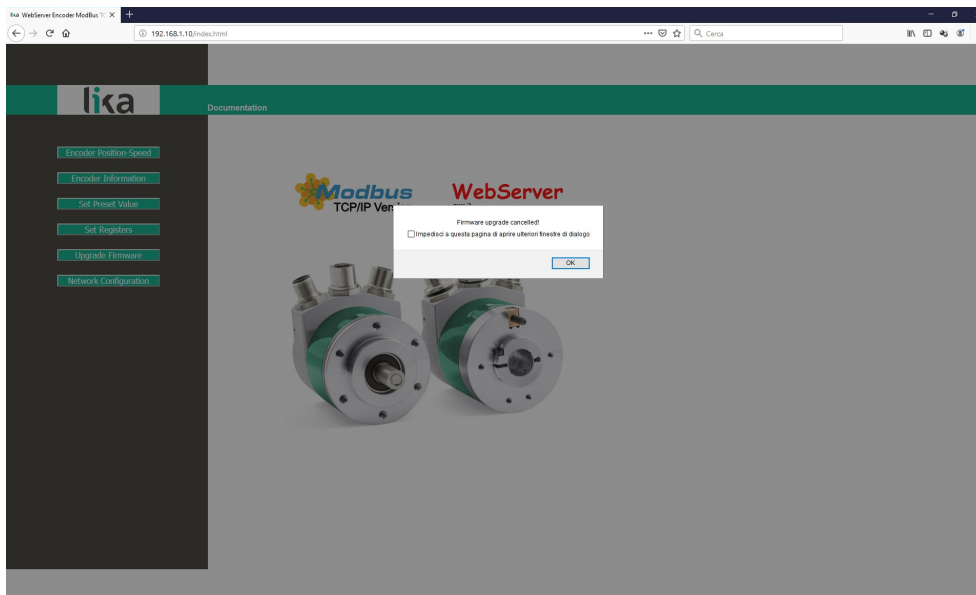 lika WebServer Encoder ModBus TC
192.168.1.10/index.html
Cerca
lika
Documentation
Encoder Position-Speed
Encoder Information
Set Preset Value
Set Registers
Upgrade Firmware
Network Configuration
Modbus
TCP/IP
WebServer
Firmware upgrade cancelled!
Impedisci a questa pagina di aprire ulteriori finestre di dialogo
OK